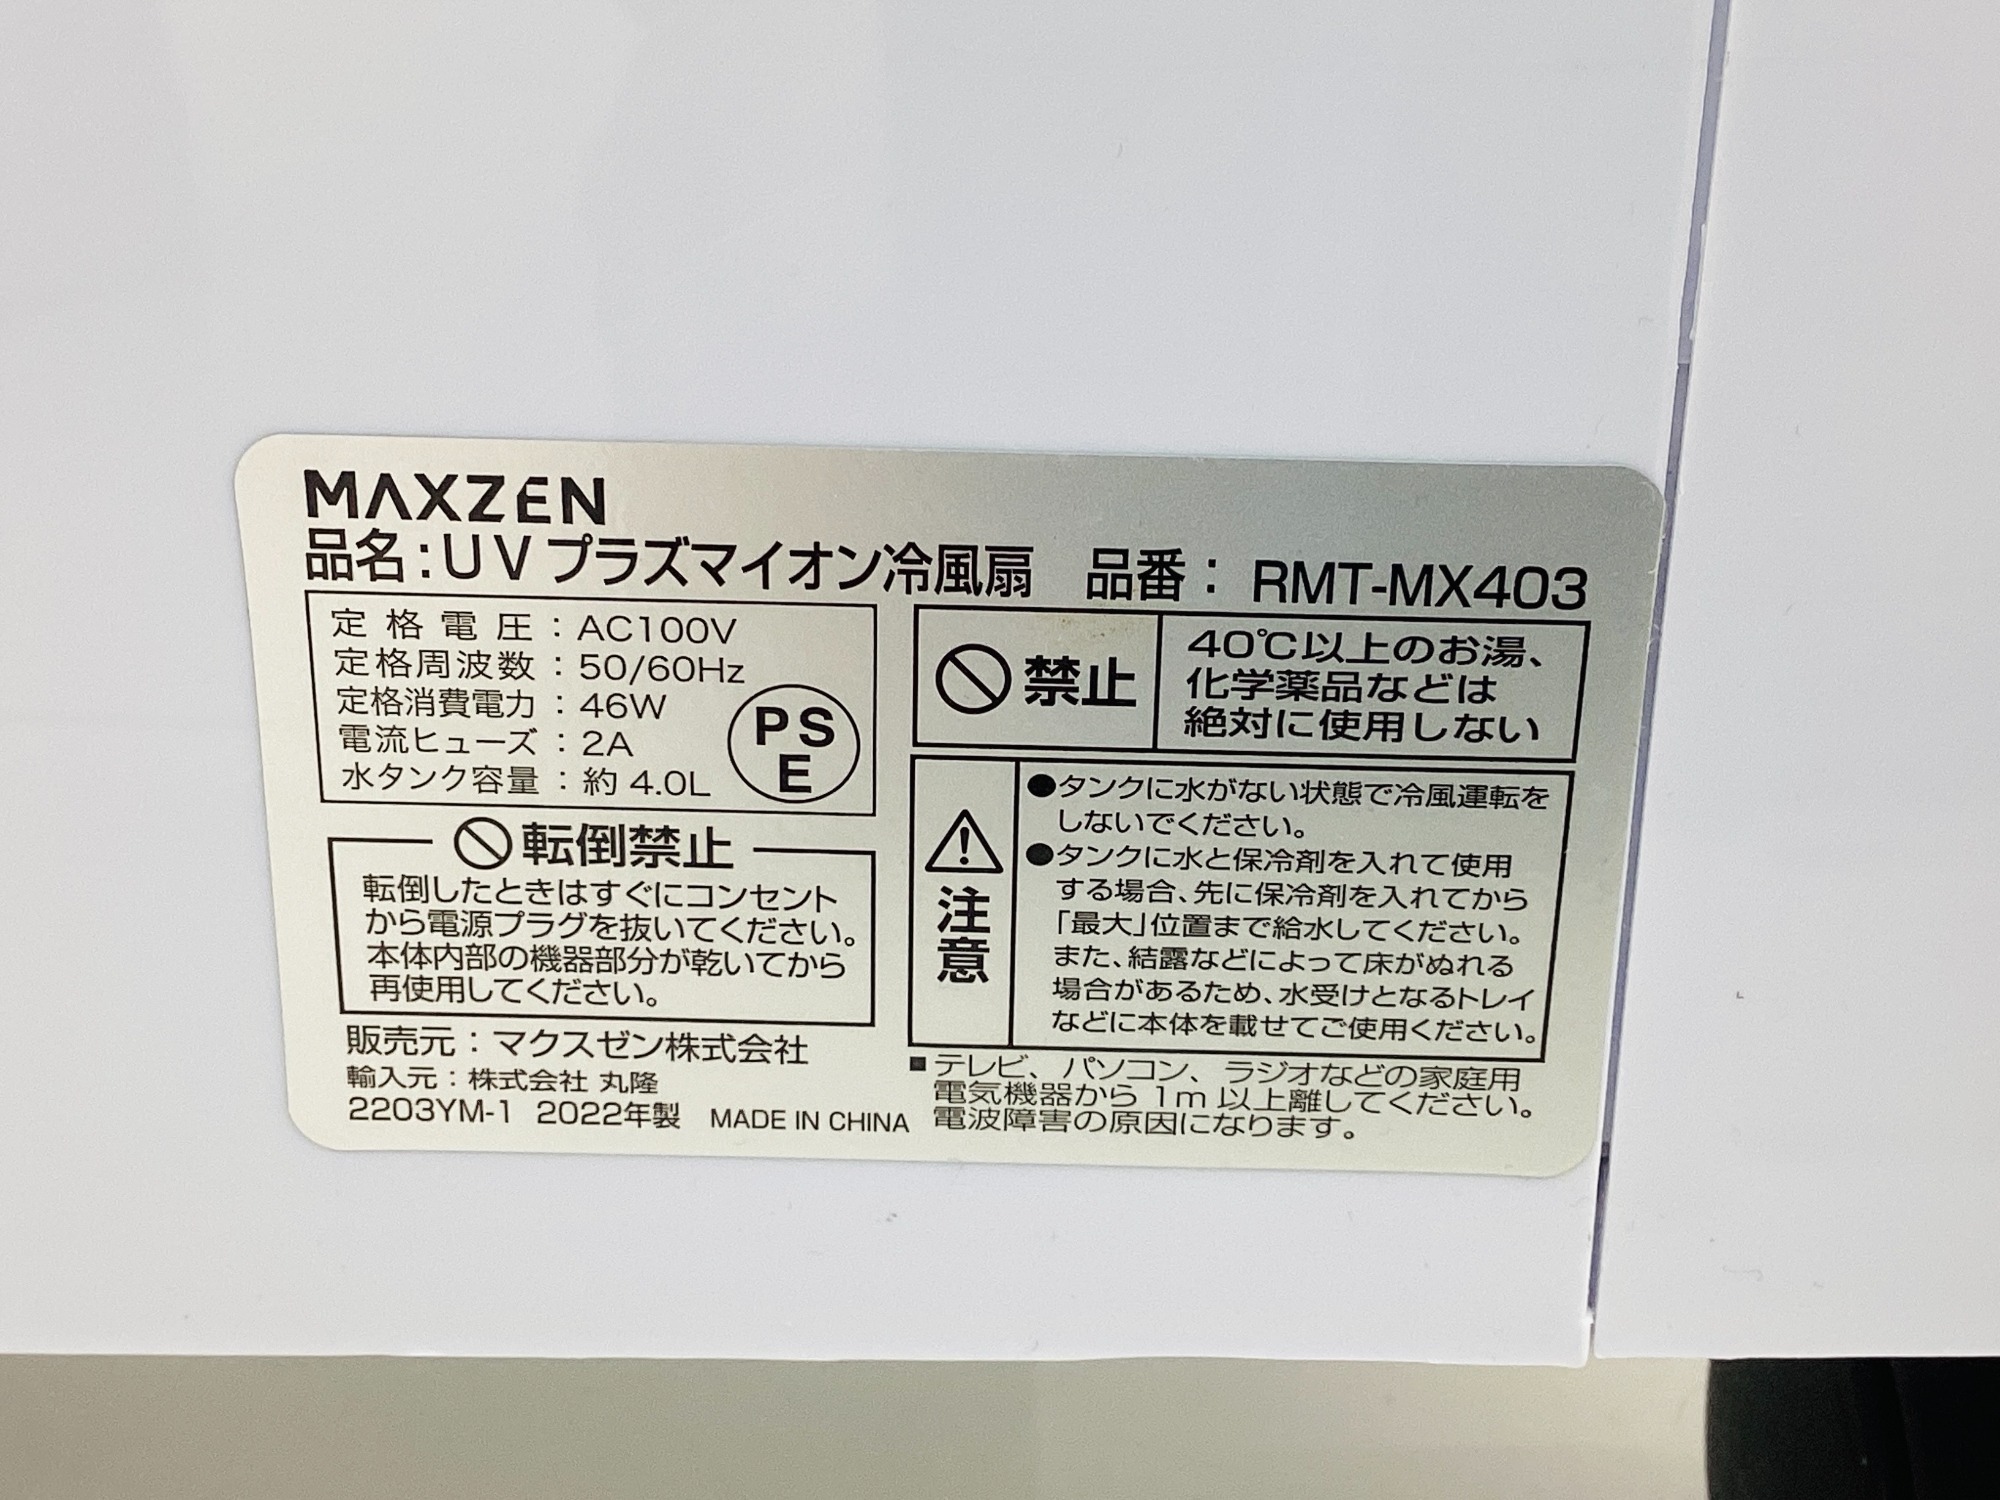 MAXZEN
品名:UVプラズマイオン冷風扇 品番: RMT-MX403
定格電圧:AC100V
定格周波数:50/60Hz
定格消費電力:46W
電流ヒューズ:2A
水タンク容量:約 4.0L
PS
E
転倒禁止
転倒したときはすぐにコンセント
から電源プラグを抜いてください。
本体内部の機器部分が乾いてから
再使用してください。
販売元:マクスゼン株式会社
輸入元:株式会社 丸隆
2203YM-1 2022年製 MADE IN CHINA
禁止
40℃以上のお湯、
化学薬品などは
絶対に使用しない
注意
●タンクに水がない状態で冷風運転を
しないでください。
●タンクに水と保冷剤を入れて使用
する場合、先に保冷剤を入れてから
「最大」位置まで給水してください。
また、結露などによって床がぬれる
場合があるため、水受けとなるトレイ
などに本体を載せてご使用ください。
■テレビ、パソコン、ラジオなどの家庭用
電気機器から1m以上離してください。
電波障害の原因になります。